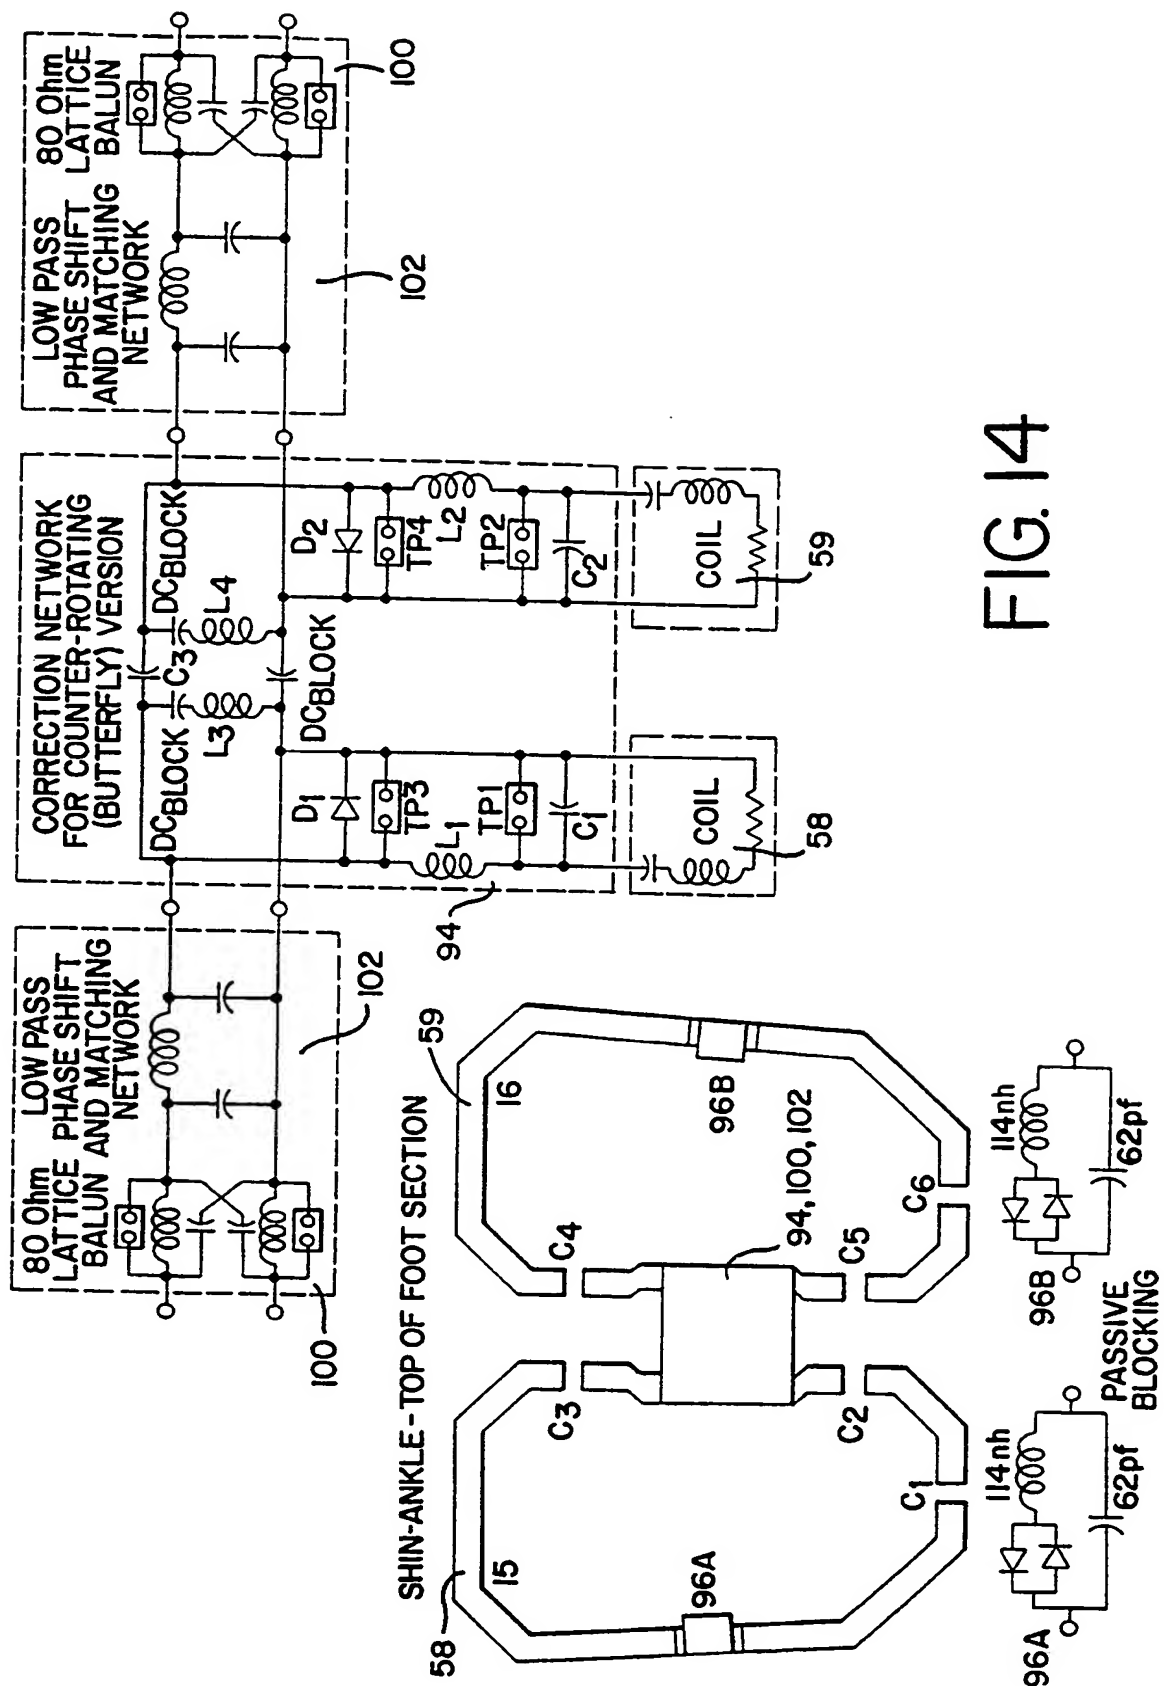 80 Ohm LOW PASS
LATTICE PHASE SHIFT
BALUN AND MATCHING
NETWORK
100
102
CORRECTION NETWORK
FOR COUNTER-ROTATING
(BUTTERFLY) VERSION
DCBLOCK
DCBLOCK
C3
L3
L4
DCBLOCK
D1
TP3
L1
TP1
C1
D2
TP4
L2
TP2
C2
94
COIL
58
COIL
59
LOW PASS 80 Ohm
PHASE SHIFT LATTICE
AND MATCHING BALUN
NETWORK
102
100
SHIN-ANKLE-TOP OF FOOT SECTION
58
15
59
16
C3
C4
96A
96B
94, 100, 102
C2
C5
C1
C6
96A
114nh
62pf
PASSIVE
BLOCKING
96B
114nh
62pf
FIG. 14